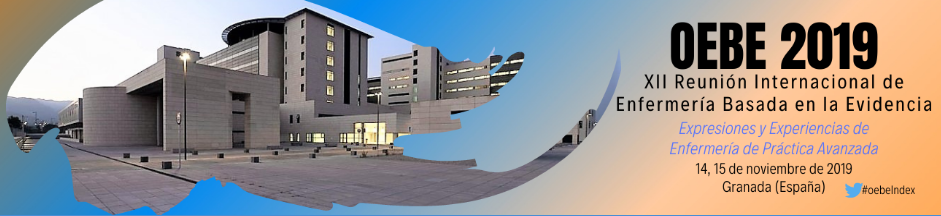 OEBE 2019
XII Reunión Internacional de
Enfermería Basada en la Evidencia
Expresiones y Experiencias de
Enfermería de Práctica Avanzada
14, 15 de noviembre de 2019
Granada (España)
#oebeIndex